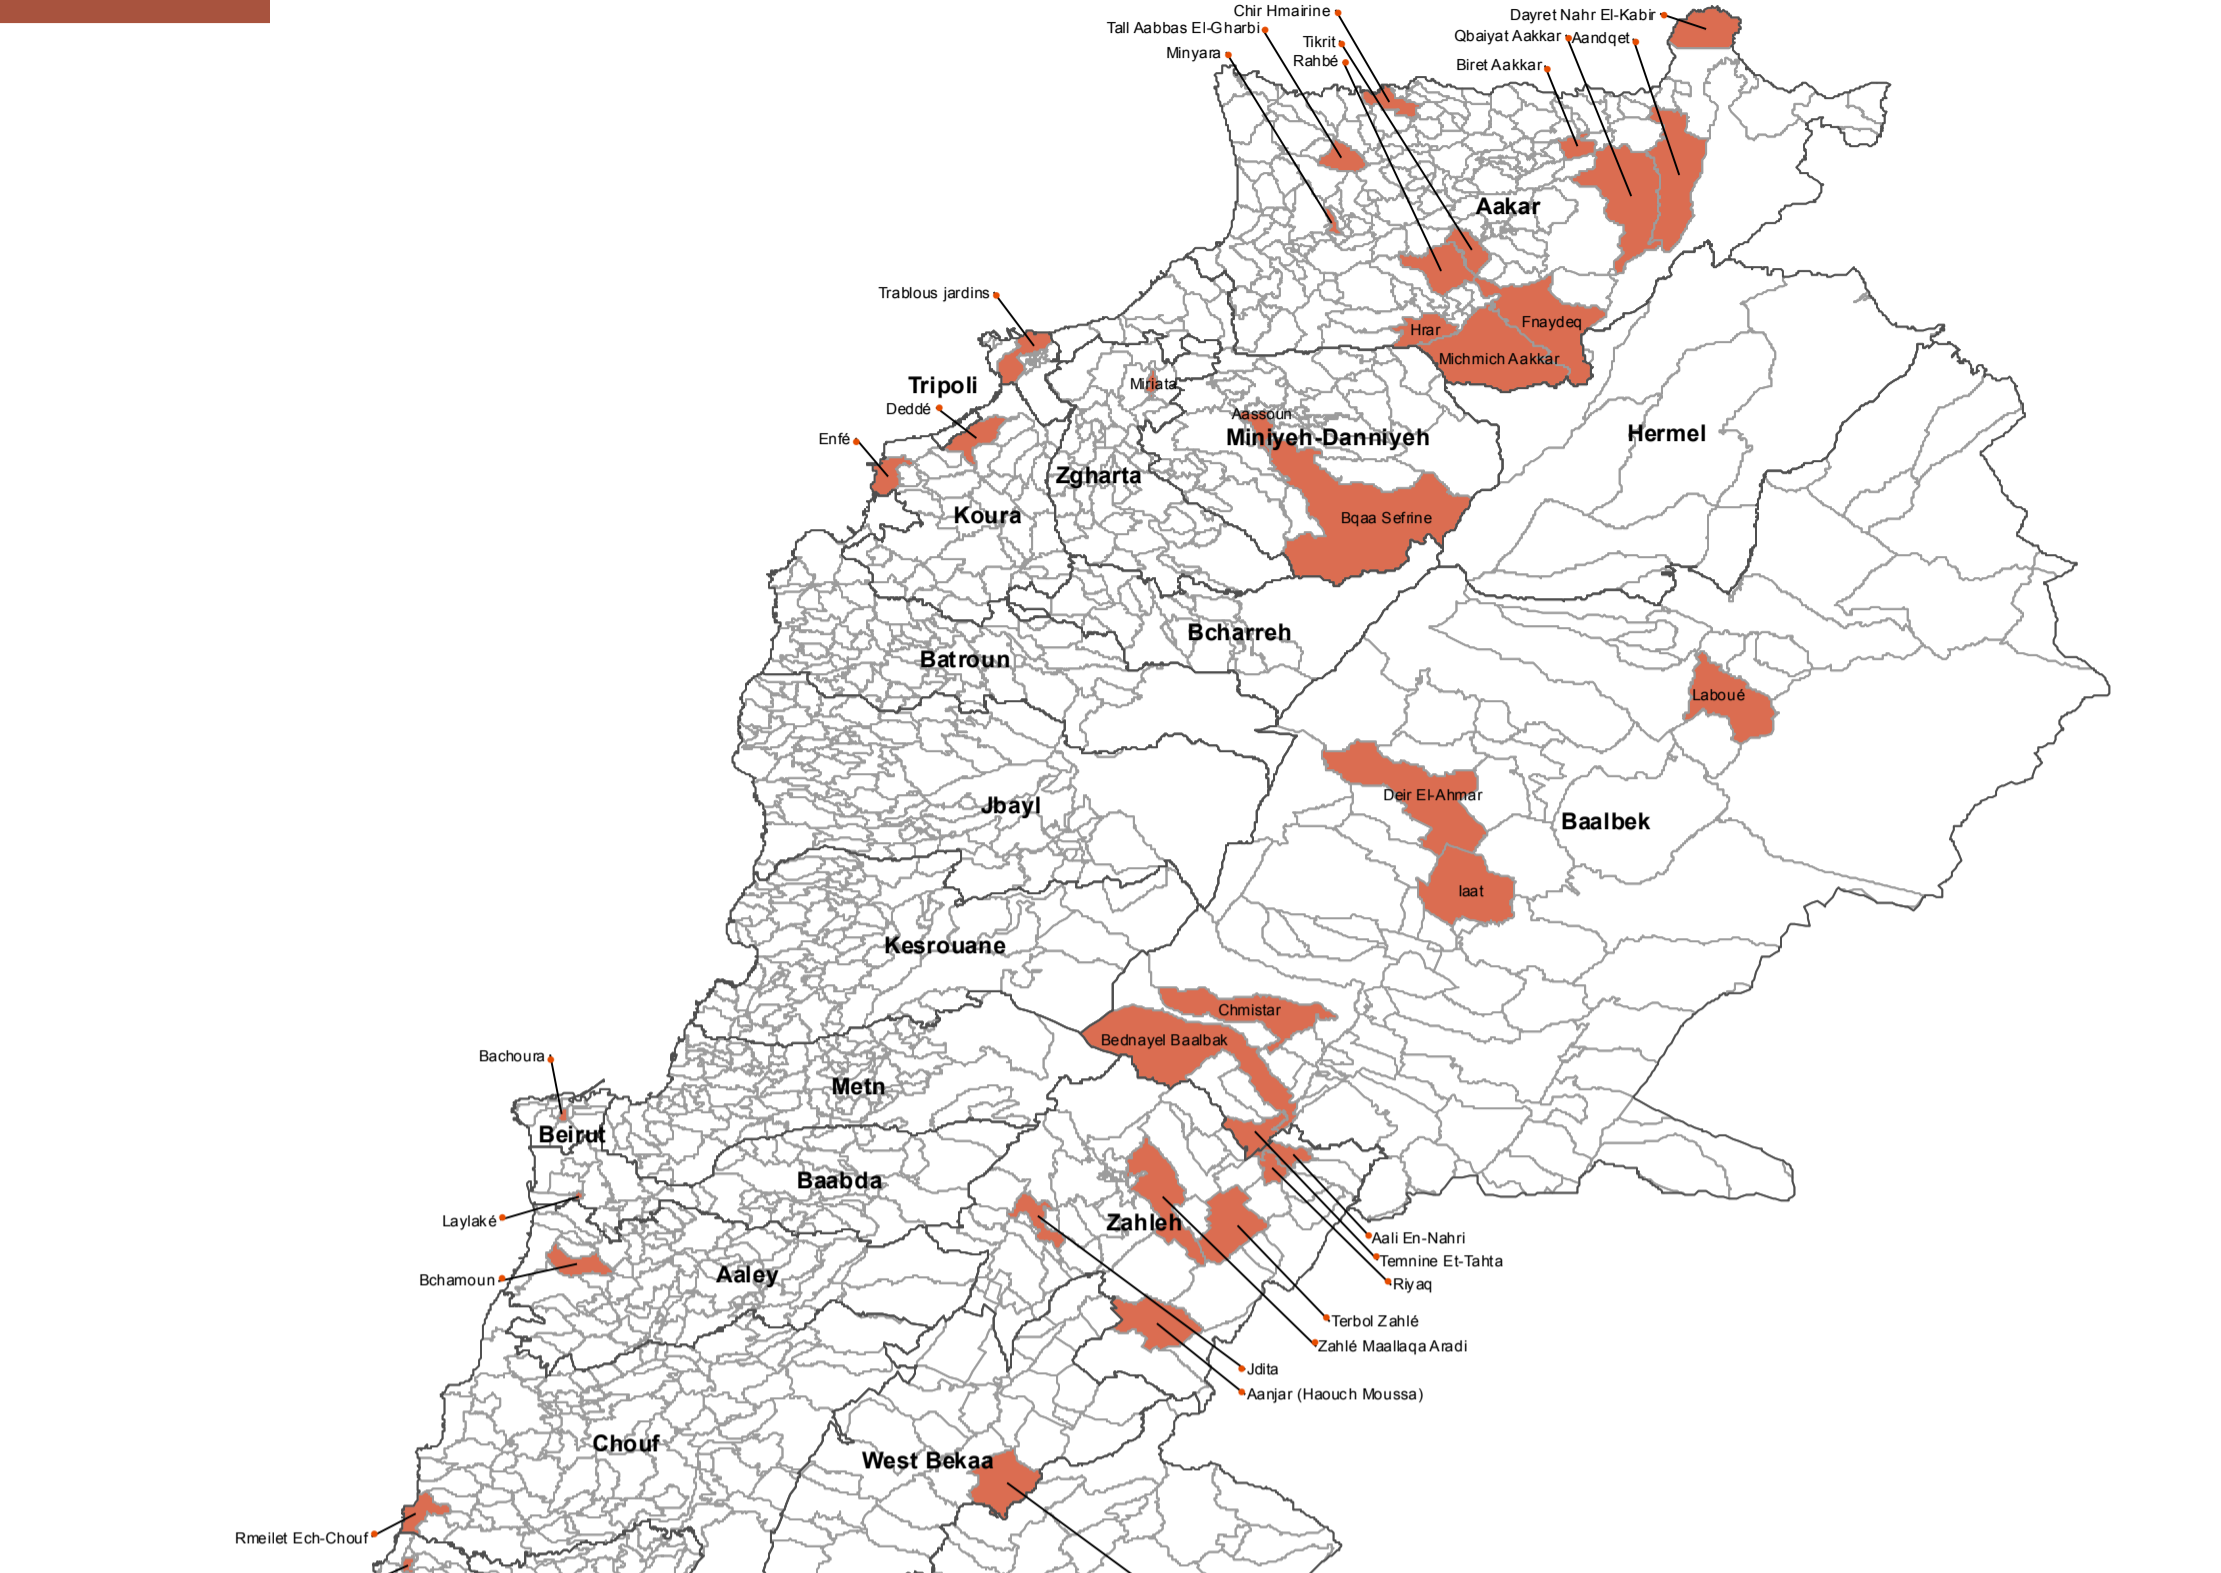 Chir Hmairine
Dayret Nahr El-Kabir
Tall Aabbas El-Gharbi
Qbaiyat Aakkar
Aandqet
Tikrit
Minyara
Rahbé
Biret Aakkar
Aakar
Trablous jardins
Fnaydeq
Hrar
Michmich Aakkar
Tripoli
Miriata
Deddé
Aassoun
Miniyeh-Danniyeh
Hermel
Enfé
Zgharta
Koura
Bqaa Sefrine
Bcharreh
Batroun
Laboué
Deir El-Ahmar
Jbayl
Baalbek
Iaat
Kesrouane
Chmistar
Bednayel Baalbak
Bachoura
Metn
Beirut
Baabda
Laylaké
Zahleh
Aali En-Nahri
Temnine Et-Tahta
Bchamoun
Aaley
Riyaq
Terbol Zahlé
Zahlé Maallaqa Aradi
Jdita
Aanjar (Haouch Moussa)
Chouf
West Bekaa
Rmeilet Ech-Chouf